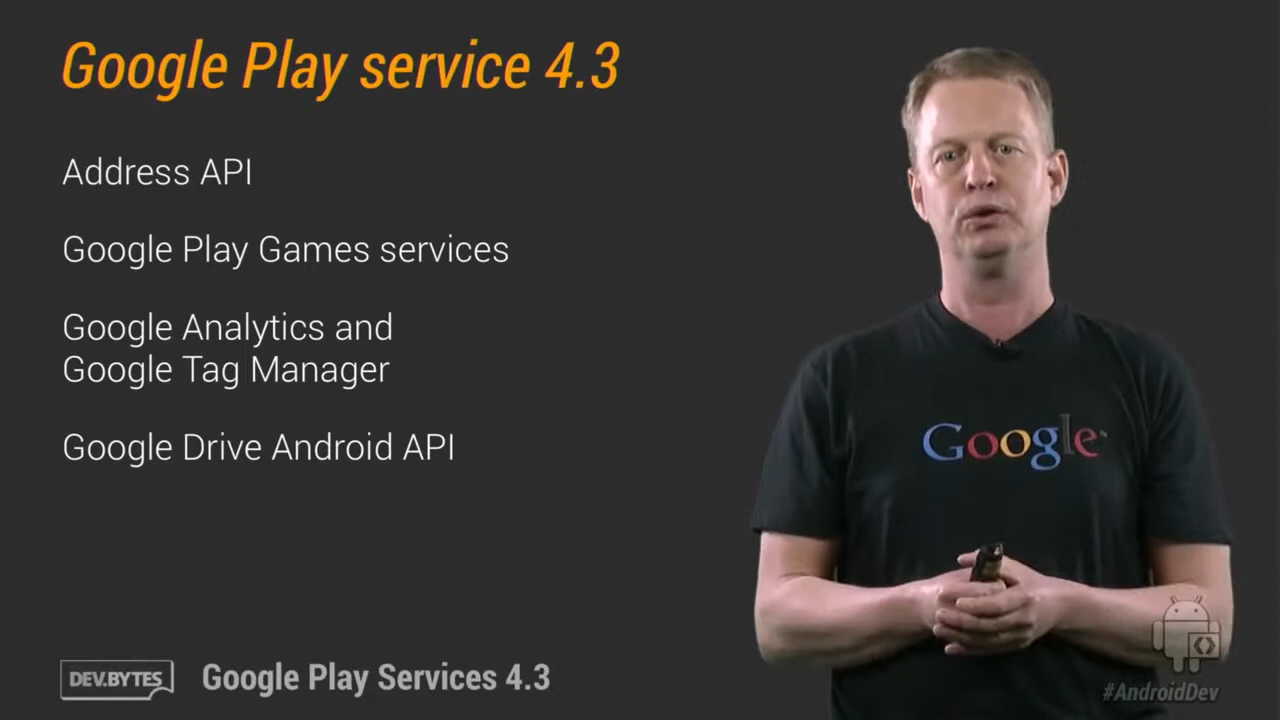 Google Play service 4.3
Address API
Google Play Games services
Google Analytics and
Google Tag Manager
Google Drive Android API
Google
DEV.BYTES
Google Play Services 4.3
#AndroidDev